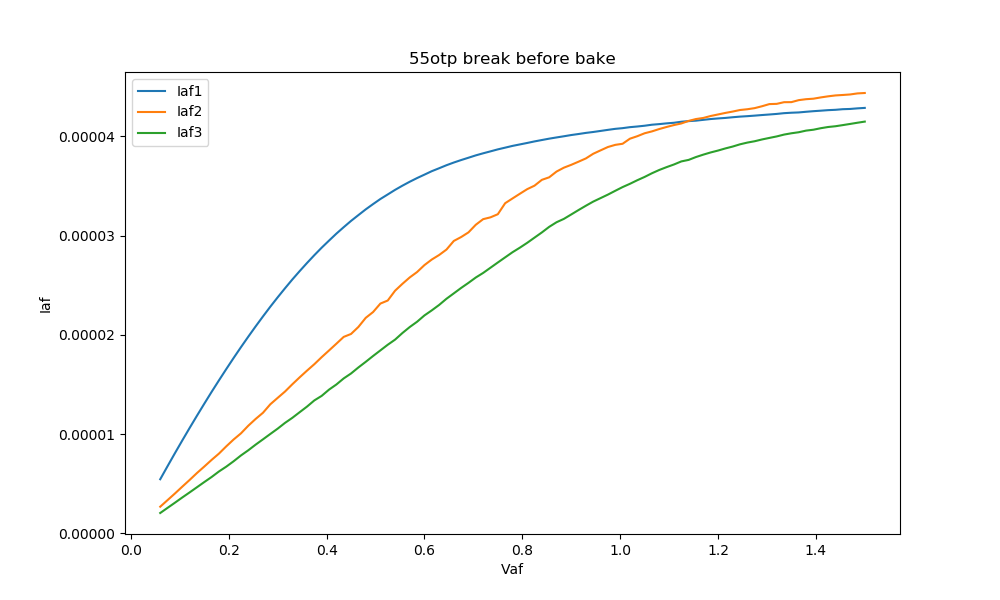 55otp break before bake
Iaf1
Iaf2
Iaf3
0.00004
0.00003
0.00002
0.00001
0.00000
Iaf
0.0 0.2 0.4 0.6 0.8 1.0 1.2 1.4
Vaf